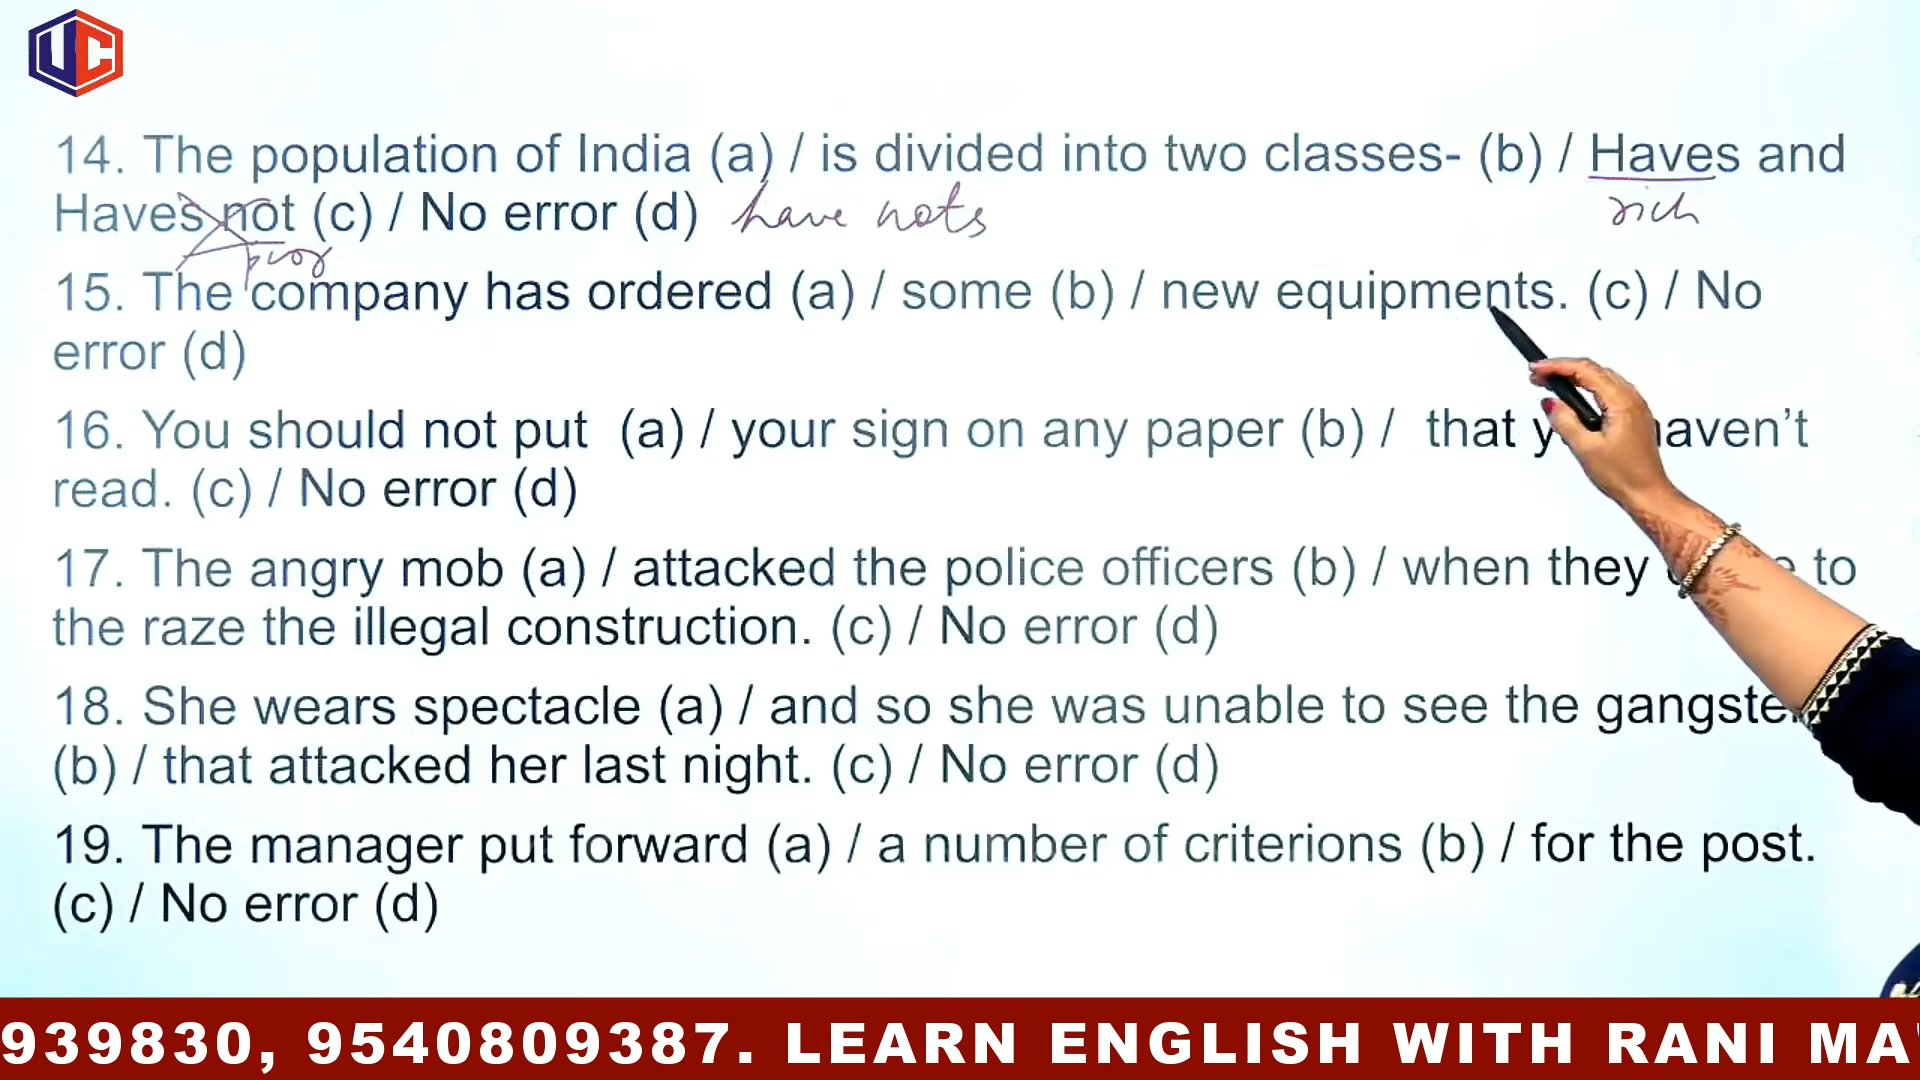 UC
14. The population of India (a) / is divided into two classes- (b) / Haves and
Haves not (c) / No error (d) have nots rich
poor
15. The company has ordered (a) / some (b) / new equipments. (c) / No
error (d)
16. You should not put (a) / your sign on any paper (b) / that haven't
read. (c) / No error (d)
17. The angry mob (a) / attacked the police officers (b) / when they to
the raze the illegal construction. (c) / No error (d)
18. She wears spectacle (a) / and so she was unable to see the
(b) / that attacked her last night. (c) / No error (d)
19. The manager put forward (a) / a number of criterions (b) / for the post.
(c) / No error (d)
939830, 9540809387. LEARN ENGLISH WITH RANI MA